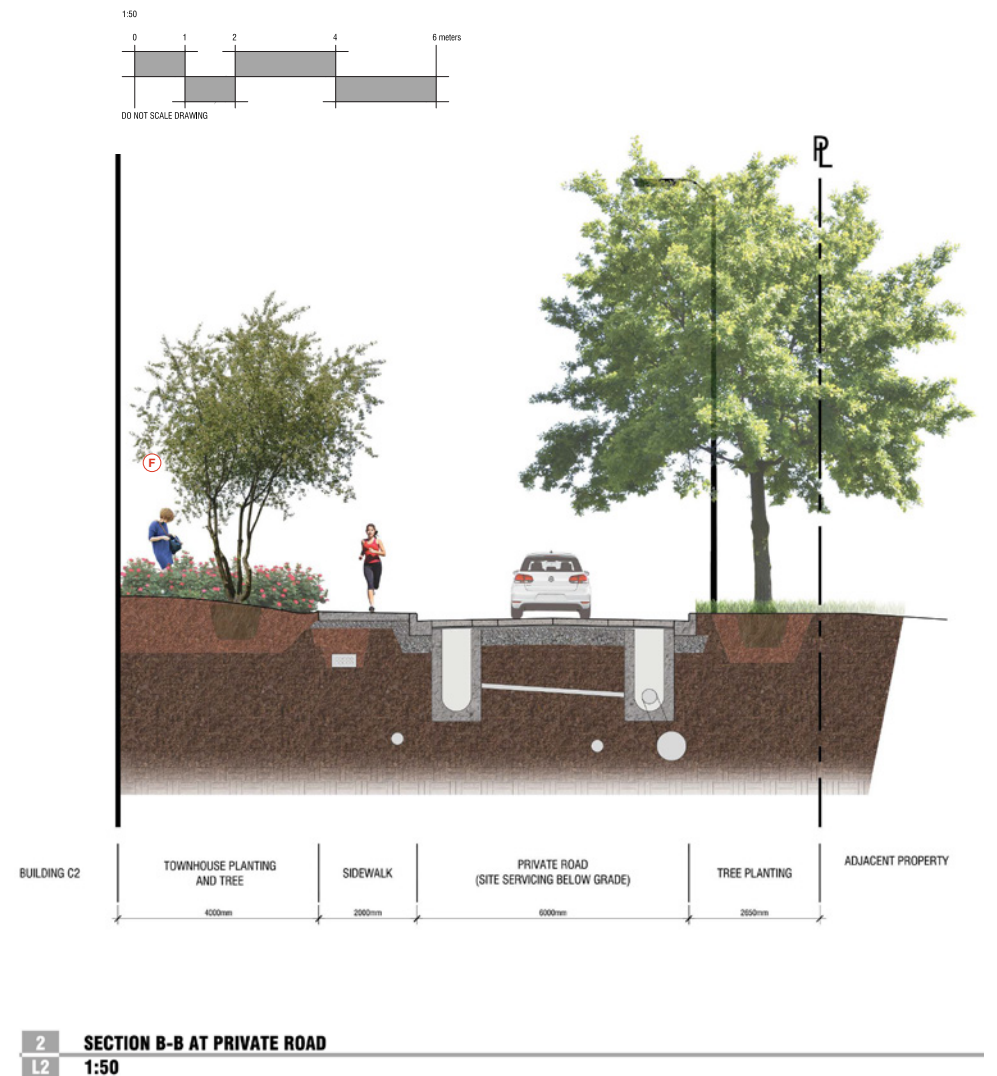 1:50
0 1 2 4 6 meters
DO NOT SCALE DRAWING
PL
F
BUILDING C2
TOWNHOUSE PLANTING
AND TREE
SIDEWALK
PRIVATE ROAD
(SITE SERVICING BELOW GRADE)
TREE PLANTING
ADJACENT PROPERTY
4000mm
2000mm
6000mm
2650mm
2 SECTION B-B AT PRIVATE ROAD
L2 1:50